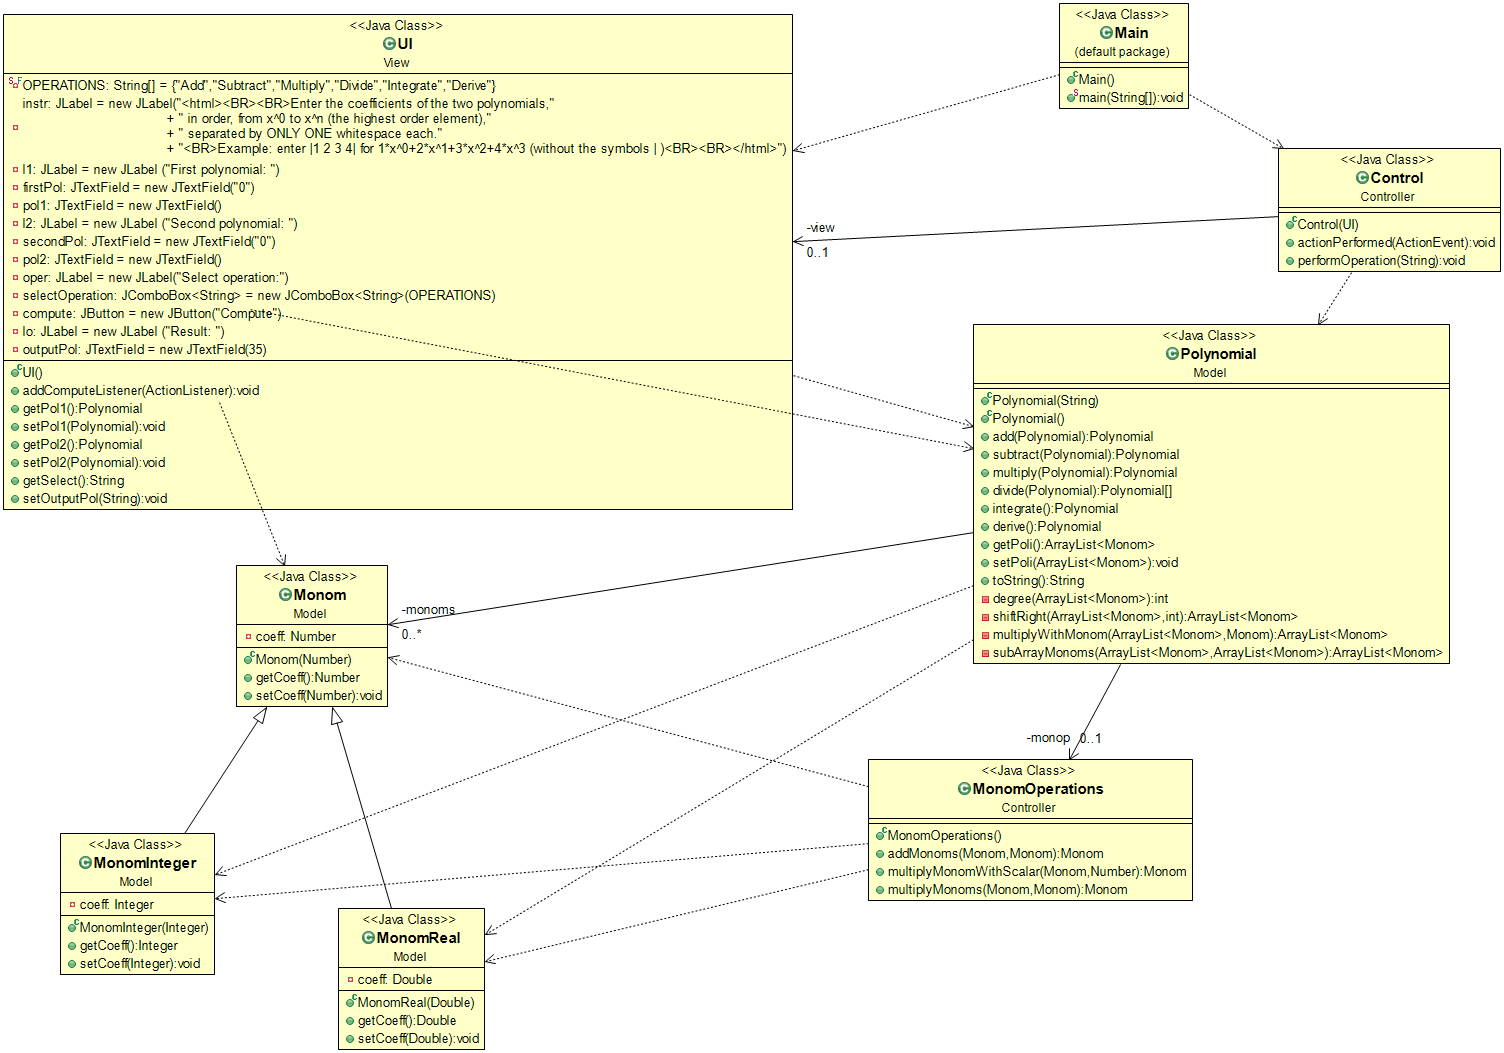 <<Java Class>>
UI
View
OPERATIONS: String[] = {"Add","Subtract","Multiply","Divide","Integrate","Derive"}
instr: JLabel = new JLabel("<html><BR><BR>Enter the coefficients of the two polynomials,"
+ " in order, from x^0 to x^n (the highest order element),"
+ " separated by ONLY ONE whitespace each."
+ "<BR>Example: enter |1 2 3 4| for 1*x^0+2*x^1+3*x^2+4*x^3 (without the symbols | )<BR><BR></html>")
l1: JLabel = new JLabel ("First polynomial: ")
firstPol: JTextField = new JTextField("0")
pol1: JTextField = new JTextField()
l2: JLabel = new JLabel ("Second polynomial: ")
secondPol: JTextField = new JTextField("0")
pol2: JTextField = new JTextField()
oper: JLabel = new JLabel("Select operation:")
selectOperation: JComboBox<String> = new JComboBox<String>(OPERATIONS)
compute: JButton = new JButton("Compute")
lo: JLabel = new JLabel ("Result: ")
outputPol: JTextField = new JTextField(35)
UI()
addComputeListener(ActionListener):void
getPol1():Polynomial
setPol1(Polynomial):void
getPol2():Polynomial
setPol2(Polynomial):void
getSelect():String
setOutputPol(String):void
<<Java Class>>
Main
(default package)
Main()
main(String[]):void
<<Java Class>>
Control
Controller
Control(UI)
actionPerformed(ActionEvent):void
performOperation(String):void
-view
0..1
<<Java Class>>
Polynomial
Model
Polynomial(String)
Polynomial()
add(Polynomial):Polynomial
subtract(Polynomial):Polynomial
multiply(Polynomial):Polynomial
divide(Polynomial):Polynomial[]
integrate():Polynomial
derive():Polynomial
getPoli():ArrayList<Monom>
setPoli(ArrayList<Monom>):void
toString():String
degree(ArrayList<Monom>):int
shiftRight(ArrayList<Monom>,int):ArrayList<Monom>
multiplyWithMonom(ArrayList<Monom>,Monom):ArrayList<Monom>
subArrayMonoms(ArrayList<Monom>,ArrayList<Monom>):ArrayList<Monom>
<<Java Class>>
Monom
Model
coeff: Number
Monom(Number)
getCoeff():Number
setCoeff(Number):void
-monoms
0..*
-monop 0..1
<<Java Class>>
MonomOperations
Controller
MonomOperations()
addMonoms(Monom,Monom):Monom
multiplyMonomWithScalar(Monom,Number):Monom
multiplyMonoms(Monom,Monom):Monom
<<Java Class>>
MonomInteger
Model
coeff: Integer
MonomInteger(Integer)
getCoeff():Integer
setCoeff(Integer):void
<<Java Class>>
MonomReal
Model
coeff: Double
MonomReal(Double)
getCoeff():Double
setCoeff(Double):void